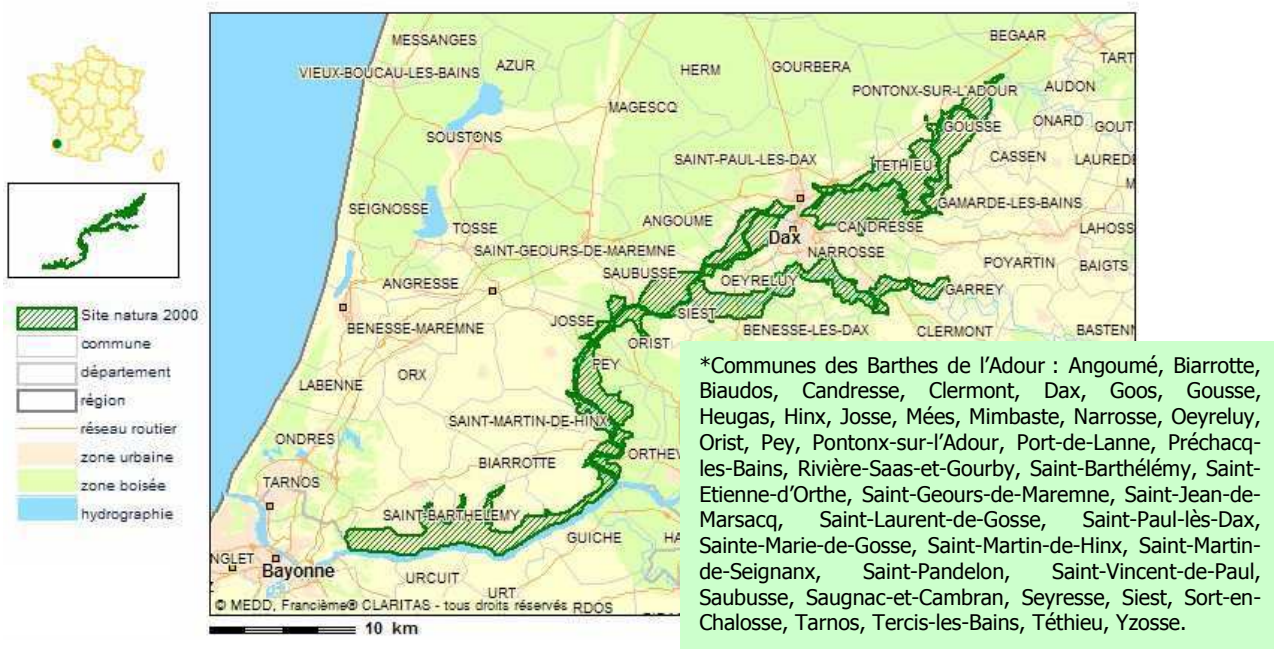 MESSANGES
BEGAAR
VIEUX-BOUCAU-LES-BAINS
AZUR
HERM
GOURBERA
TART
PONTONX-SUR-L'ADOUR
AUDON
MAGESCQ
SOUSTONS
GOUSSE
ONARD
GOUT
SAINT-PAUL-LES-DAX
TETHIEU
CASSEN
LAUREDE
SEIGNOSSE
GAMARDE-LES-BAINS
TOSSE
ANGOUME
CANDRESSE
LAHOSS
Dax
SAINT-GEOURS-DE-MAREMNE
NARROSSE
SAUBUSSE
OEYRELUY
POYARTIN
BAIGTS
ANGRESSE
GARREY
Site natura 2000
commune
département
région
réseau routier
zone urbaine
zone boisée
hydrographie
BENESSE-MAREMNE
JOSSE
SIEST
BENESSE-LES-DAX
CLERMONT
BASTENN
ORIST
PEY
LABENNE
ORX
SAINT-MARTIN-DE-HINX
ONDRES
BIARROTTE
ORTHEV
TARNOS
SAINT-BARTHELEMY
GUICHE
HA
NGLET
Bayonne
URCUIT
URT
© MEDD, Francième® CLARITAS - tous droits réservés
RDOS
10 km
*Communes des Barthes de l'Adour : Angoumé, Biarrotte,
Biaudos, Candresse, Clermont, Dax, Goos, Gousse,
Heugas, Hinx, Josse, Mées, Mimbaste, Narrosse, Oeyreluy,
Orist, Pey, Pontonx-sur-l'Adour, Port-de-Lanne, Préchacq-
les-Bains, Rivière-Saas-et-Gourby, Saint-Barthélémy, Saint-
Etienne-d'Orthe, Saint-Geours-de-Maremne, Saint-Jean-de-
Marsacq, Saint-Laurent-de-Gosse, Saint-Paul-lès-Dax,
Sainte-Marie-de-Gosse, Saint-Martin-de-Hinx, Saint-Martin-
de-Seignanx, Saint-Pandelon, Saint-Vincent-de-Paul,
Saubusse, Saugnac-et-Cambran, Seyresse, Siest, Sort-en-
Chalosse, Tarnos, Tercis-les-Bains, Téthieu, Yzosse.